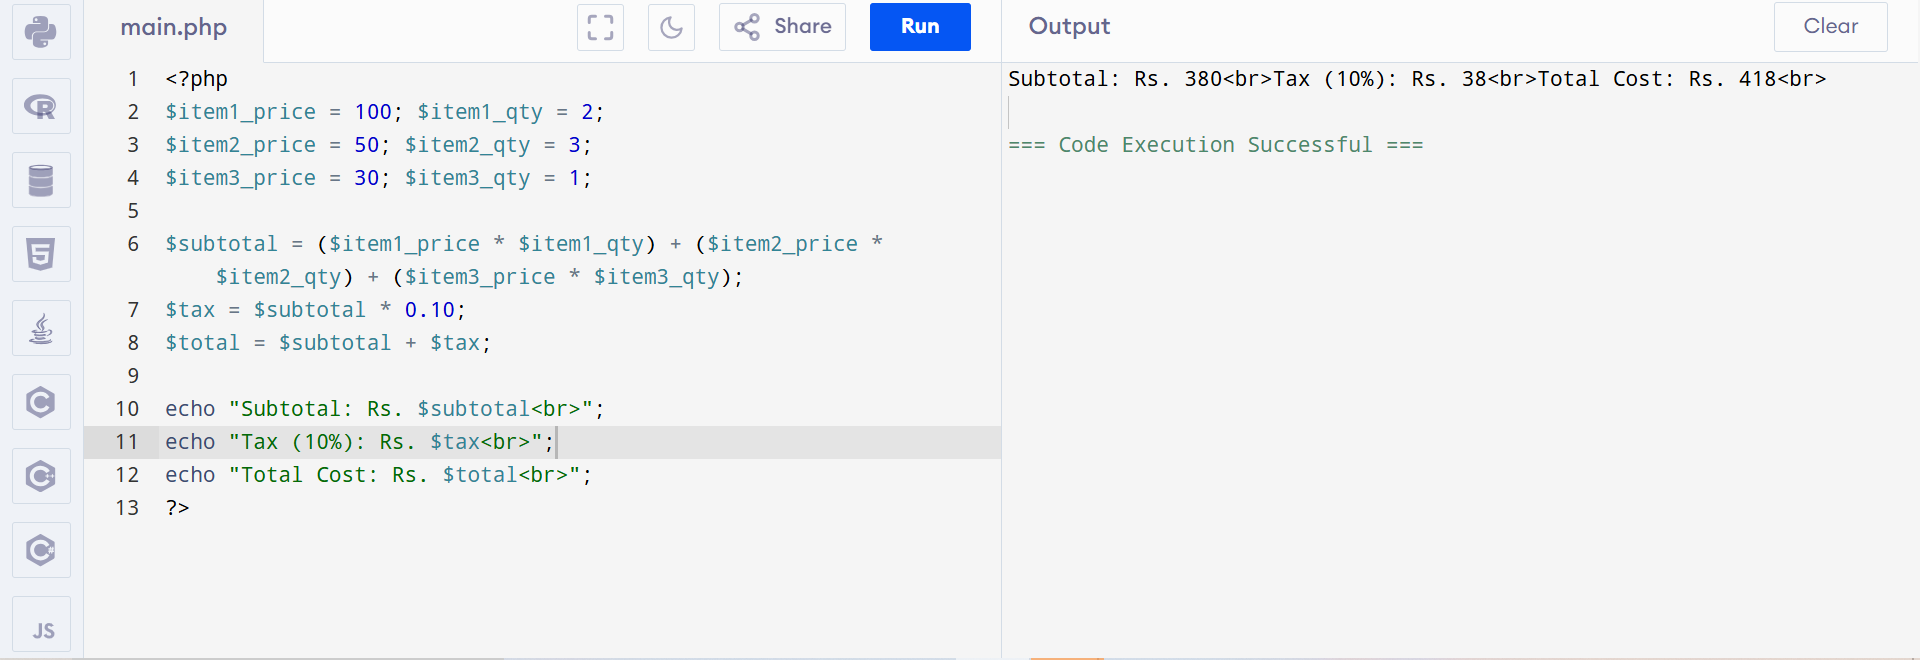 main.php
Share
Run
Output
Clear
1 <?php
2 $item1_price = 100; $item1_qty = 2;
3 $item2_price = 50; $item2_qty = 3;
4 $item3_price = 30; $item3_qty = 1;
5
6 $subtotal = ($item1_price * $item1_qty) + ($item2_price *
$item2_qty) + ($item3_price * $item3_qty);
7 $tax = $subtotal * 0.10;
8 $total = $subtotal + $tax;
9
10 echo "Subtotal: Rs. $subtotal<br>";
11 echo "Tax (10%): Rs. $tax<br>";
12 echo "Total Cost: Rs. $total<br>";
13 ?>
Subtotal: Rs. 380<br>Tax (10%): Rs. 38<br>Total Cost: Rs. 418<br>
=== Code Execution Successful ===
R
5
C
C++
C#
JS